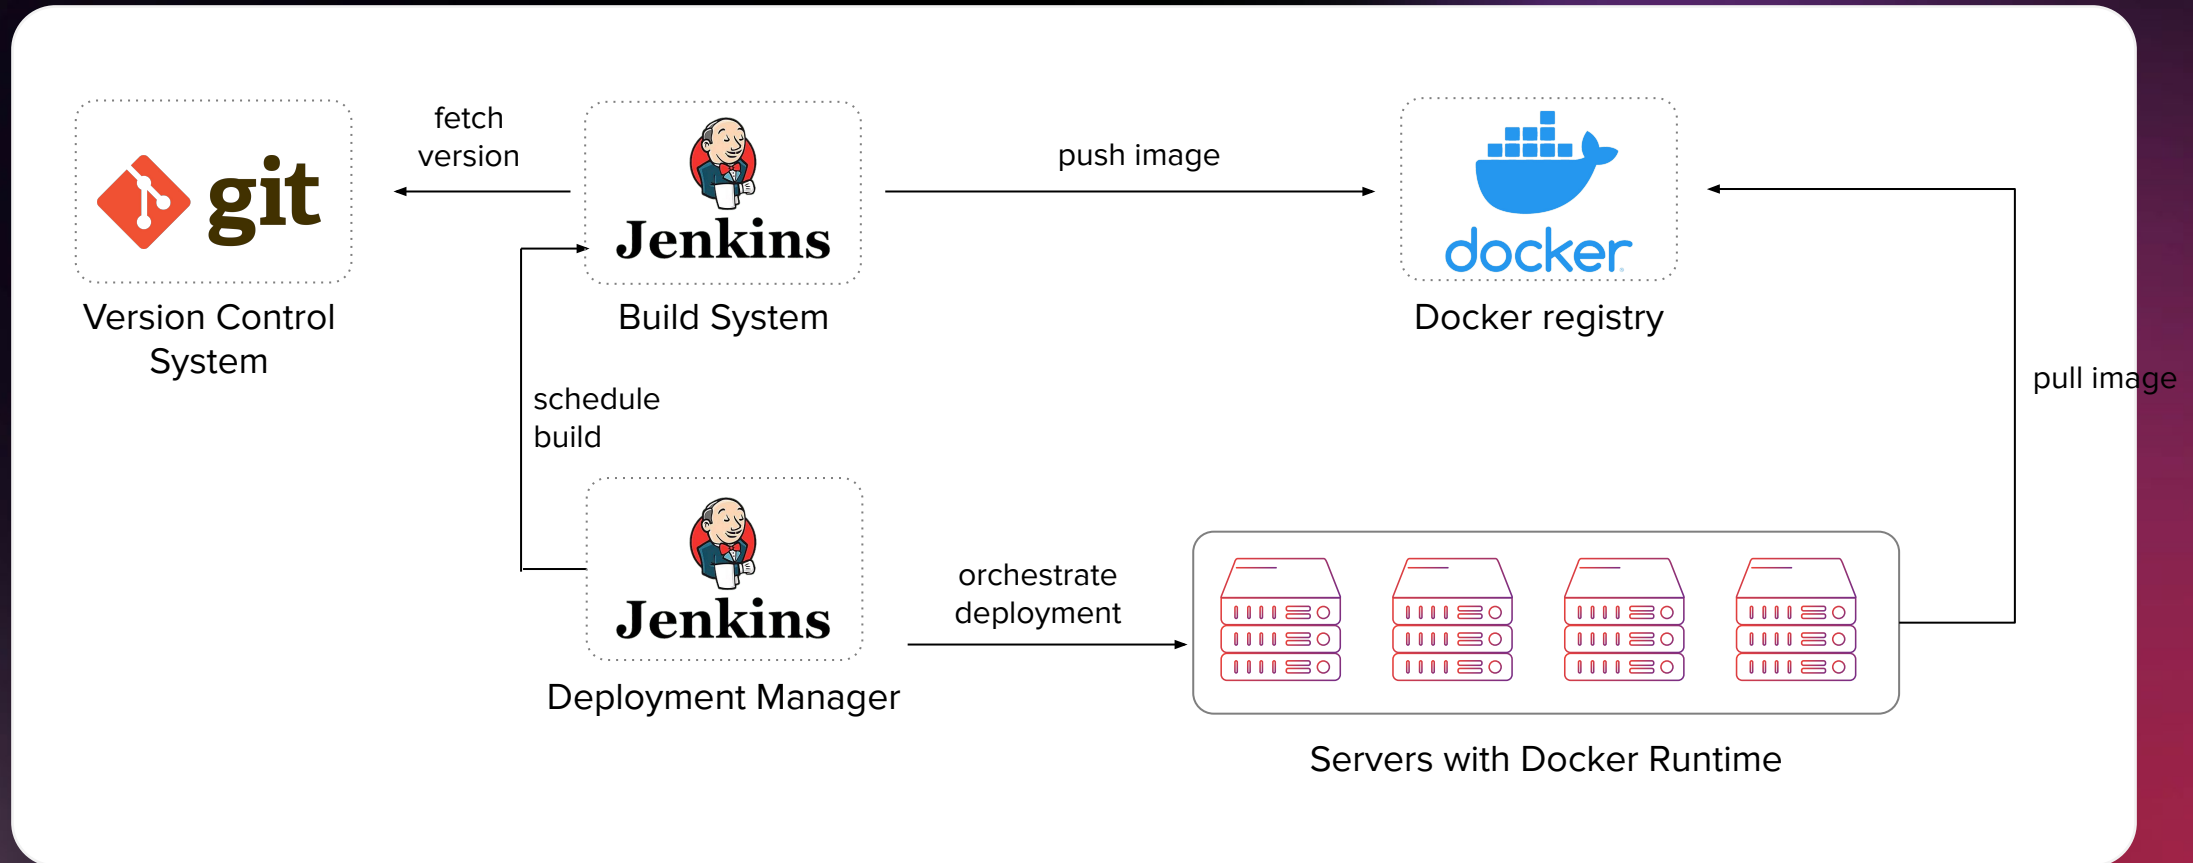 fetch
version
git
Jenkins
push image
docker
Version Control
System
Build System
Docker registry
schedule
build
pull image
Jenkins
orchestrate
deployment
Deployment Manager
Servers with Docker Runtime